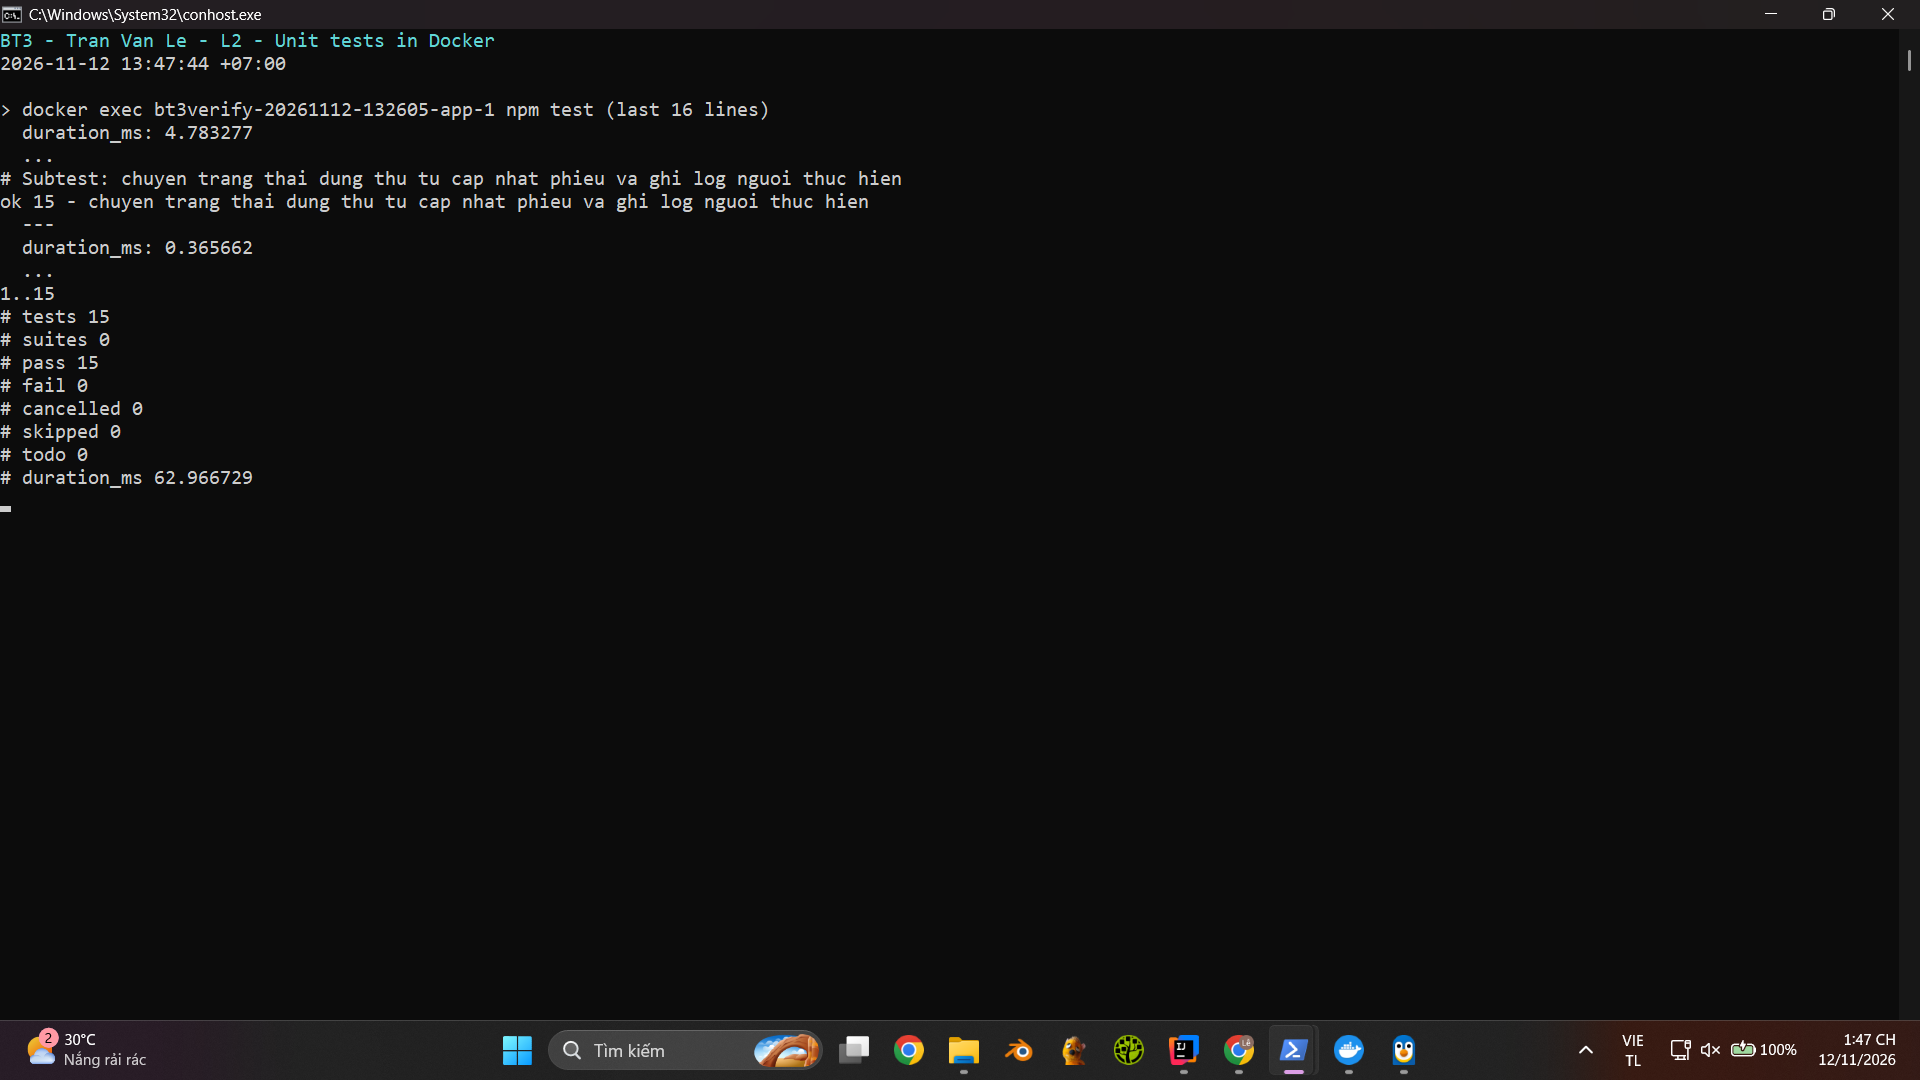 C:\Windows\System32\conhost.exe
BT3 - Tran Van Le - L2 - Unit tests in Docker
2026-11-12 13:47:44 +07:00
> docker exec bt3verify-20261112-132605-app-1 npm test (last 16 lines)
duration_ms: 4.783277
...
# Subtest: chuyen trang thai dung thu tu cap nhat phieu va ghi log nguoi thuc hien
ok 15 - chuyen trang thai dung thu tu cap nhat phieu va ghi log nguoi thuc hien
---
duration_ms: 0.365662
...
1..15
# tests 15
# suites 0
# pass 15
# fail 0
# cancelled 0
# skipped 0
# todo 0
# duration_ms 62.966729
2
30°C
Nắng rải rác
Tìm kiếm
VIE
TL
100%
1:47 CH
12/11/2026